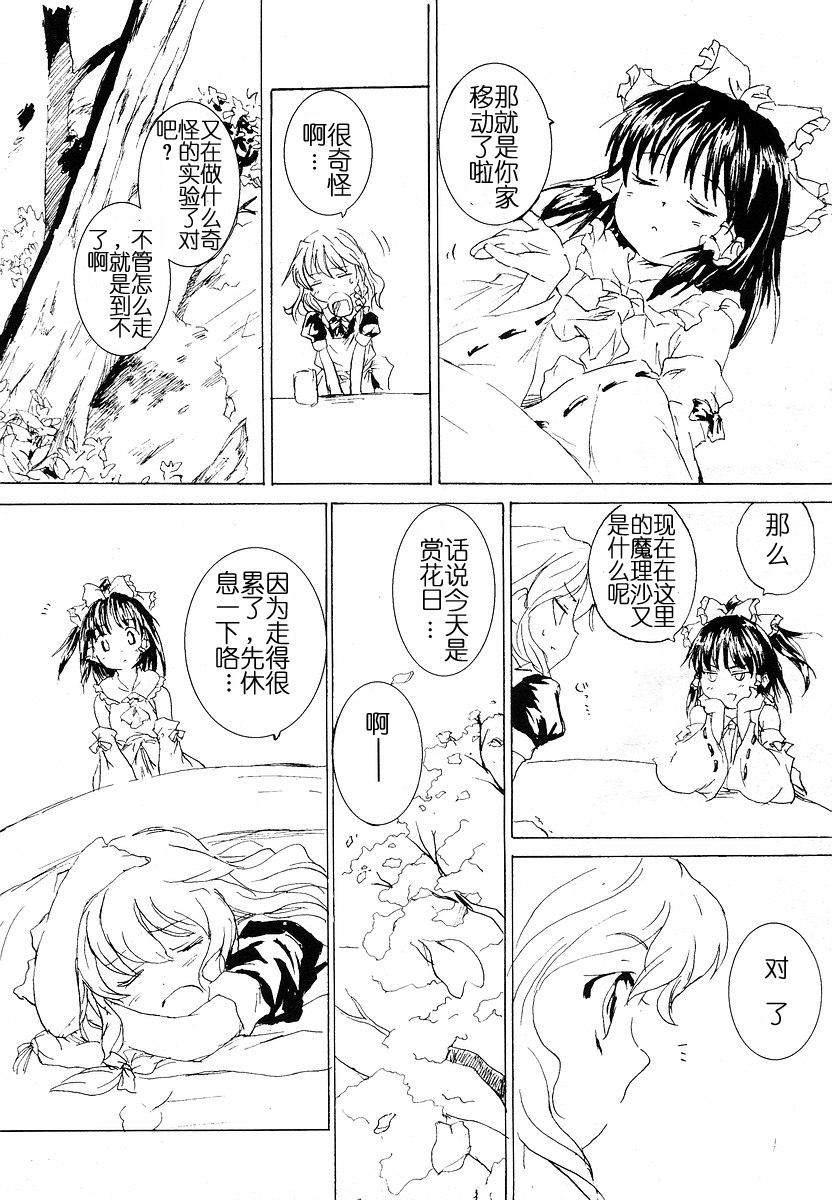 那就是你家
移动了啦
很奇怪
啊…
又在做什么奇
怪的实验了对
吧？
不管怎么走
，就是到不
了啊
那么
现在在这里
的魔理沙又
是什么呢
对了
话说今天是
赏花日…
啊—
因为走得很
累了，先休
息一下咯…